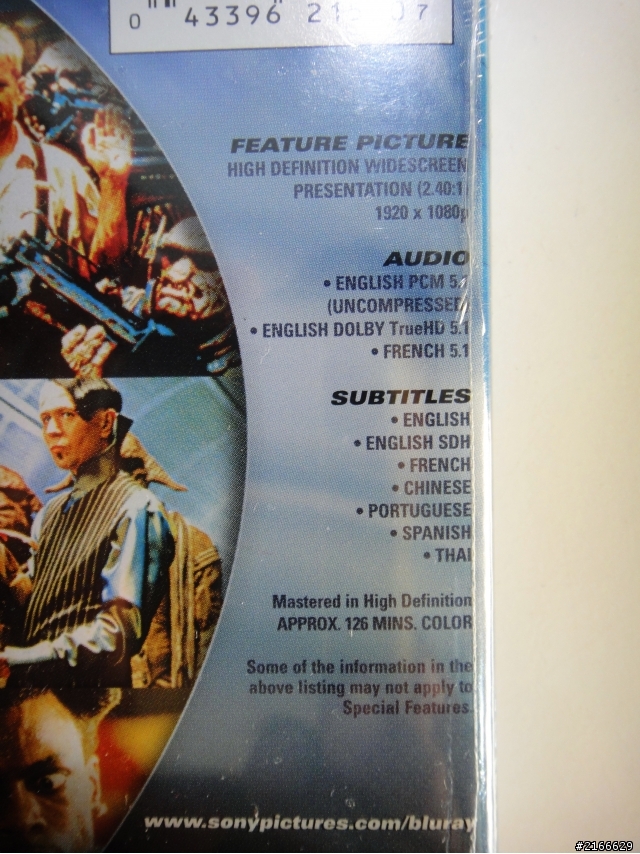 0 43396 21 07
FEATURE PICTURE
HIGH DEFINITION WIDESCREEN
PRESENTATION (2.40:1)
1920 x 1080p
AUDIO
• ENGLISH PCM 5.1
(UNCOMPRESSED)
• ENGLISH DOLBY TrueHD 5.1
• FRENCH 5.1
SUBTITLES
• ENGLISH
• ENGLISH SDH
• FRENCH
• CHINESE
• PORTUGUESE
• SPANISH
• THAI
Mastered in High Definition
APPROX. 126 MINS. COLOR
Some of the information in the
above listing may not apply to
Special Features.
www.sonypictures.com/bluray
#2166629